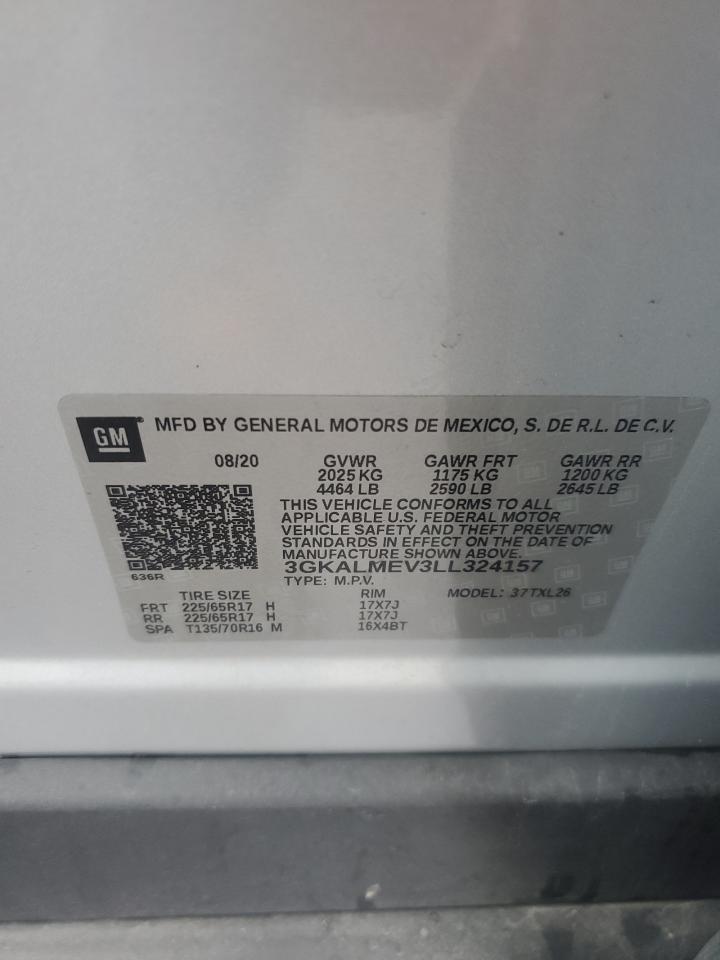 GM® MFD BY GENERAL MOTORS DE MEXICO, S. DE R.L. DE C.V.
08/20 GVWR GAWR FRT GAWR RR
2025 KG 1175 KG 1200 KG
4464 LB 2590 LB 2645 LB
THIS VEHICLE CONFORMS TO ALL
APPLICABLE U.S. FEDERAL MOTOR
VEHICLE SAFETY AND THEFT PREVENTION
STANDARDS IN EFFECT ON THE DATE OF
MANUFACTURE SHOWN ABOVE.
3GKALMEV3LL324157
636R TYPE: M.P.V.
TIRE SIZE RIM MODEL: 37TXL26
FRT 225/65R17 H 17X7J
RR 225/65R17 H 17X7J
SPA T135/70R16 M 16X4BT